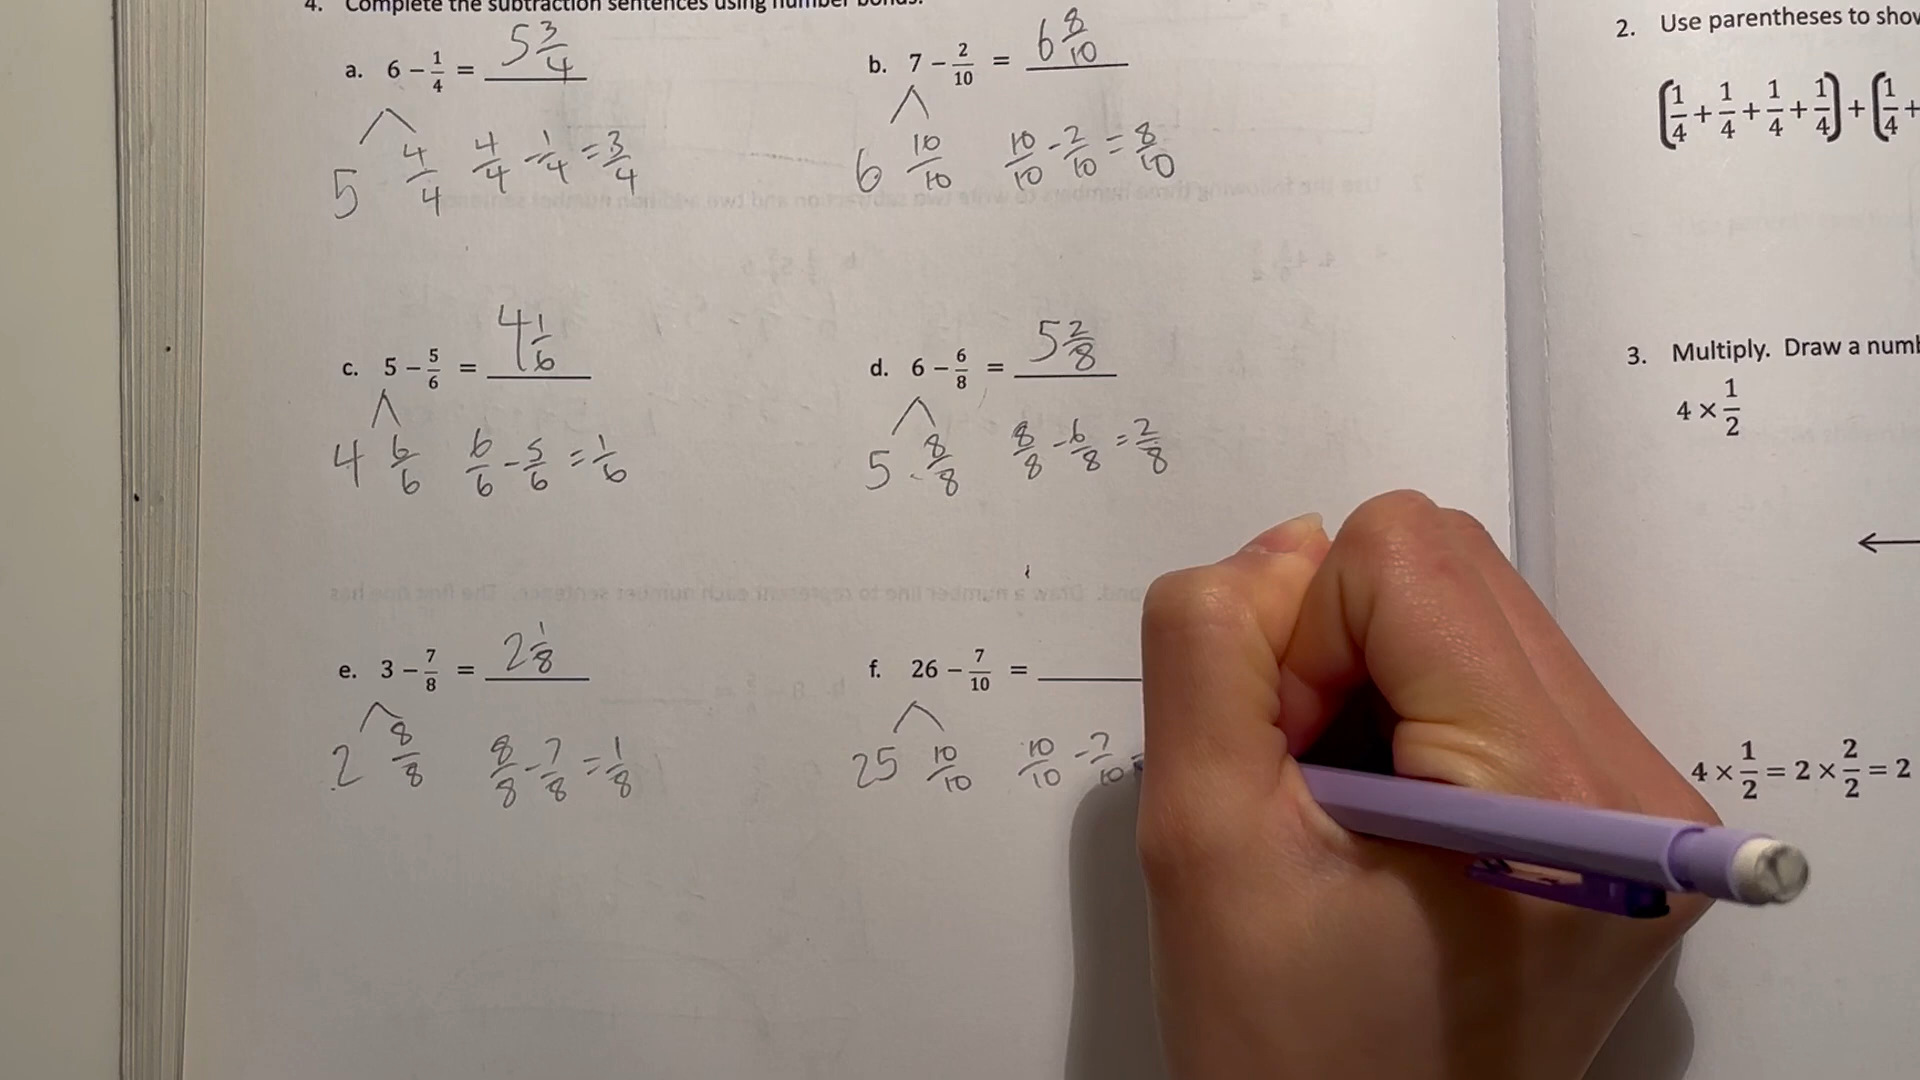 4. Complete the subtraction sentences using number bonds.
a. 6 − 1/4 = 5 3/4
5 4/4 4/4 − 1/4 = 3/4
b. 7 − 2/10 = 6 8/10
6 10/10 10/10 − 2/10 = 8/10
c. 5 − 5/6 = 4 1/6
4 6/6 6/6 − 5/6 = 1/6
d. 6 − 6/8 = 5 2/8
5 8/8 8/8 − 6/8 = 2/8
e. 3 − 7/8 = 2 1/8
2 8/8 8/8 − 7/8 = 1/8
f. 26 − 7/10 = ____
25 10/10 10/10 − 7/10 =
2. Use parentheses to
(1/4 + 1/4 + 1/4 + 1/4) + (1/4 +
3. Multiply. Draw a
4 × 1/2
4 × 1/2 = 2 × 2/2 = 2